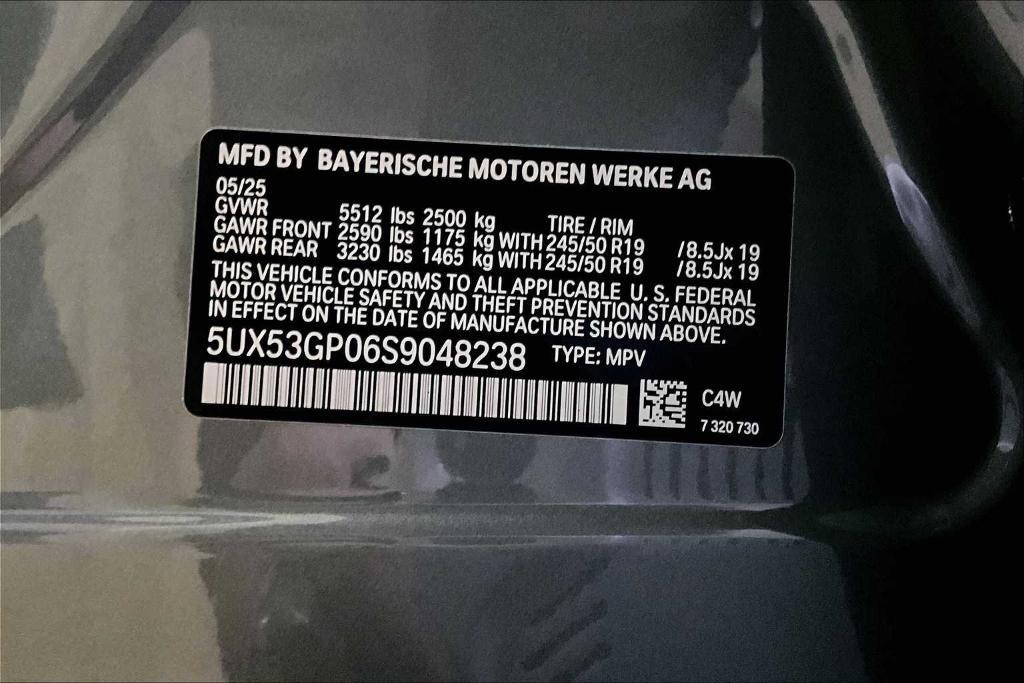 MFD BY BAYERISCHE MOTOREN WERKE AG
05/25
GVWR 5512 lbs 2500 kg TIRE / RIM
GAWR FRONT 2590 lbs 1175 kg WITH 245/50 R19 /8.5Jx 19
GAWR REAR 3230 lbs 1465 kg WITH 245/50 R19 /8.5Jx 19
THIS VEHICLE CONFORMS TO ALL APPLICABLE U. S. FEDERAL
MOTOR VEHICLE SAFETY AND THEFT PREVENTION STANDARDS
IN EFFECT ON THE DATE OF MANUFACTURE SHOWN ABOVE.
5UX53GP06S9048238 TYPE: MPV
C4W
7 320 730